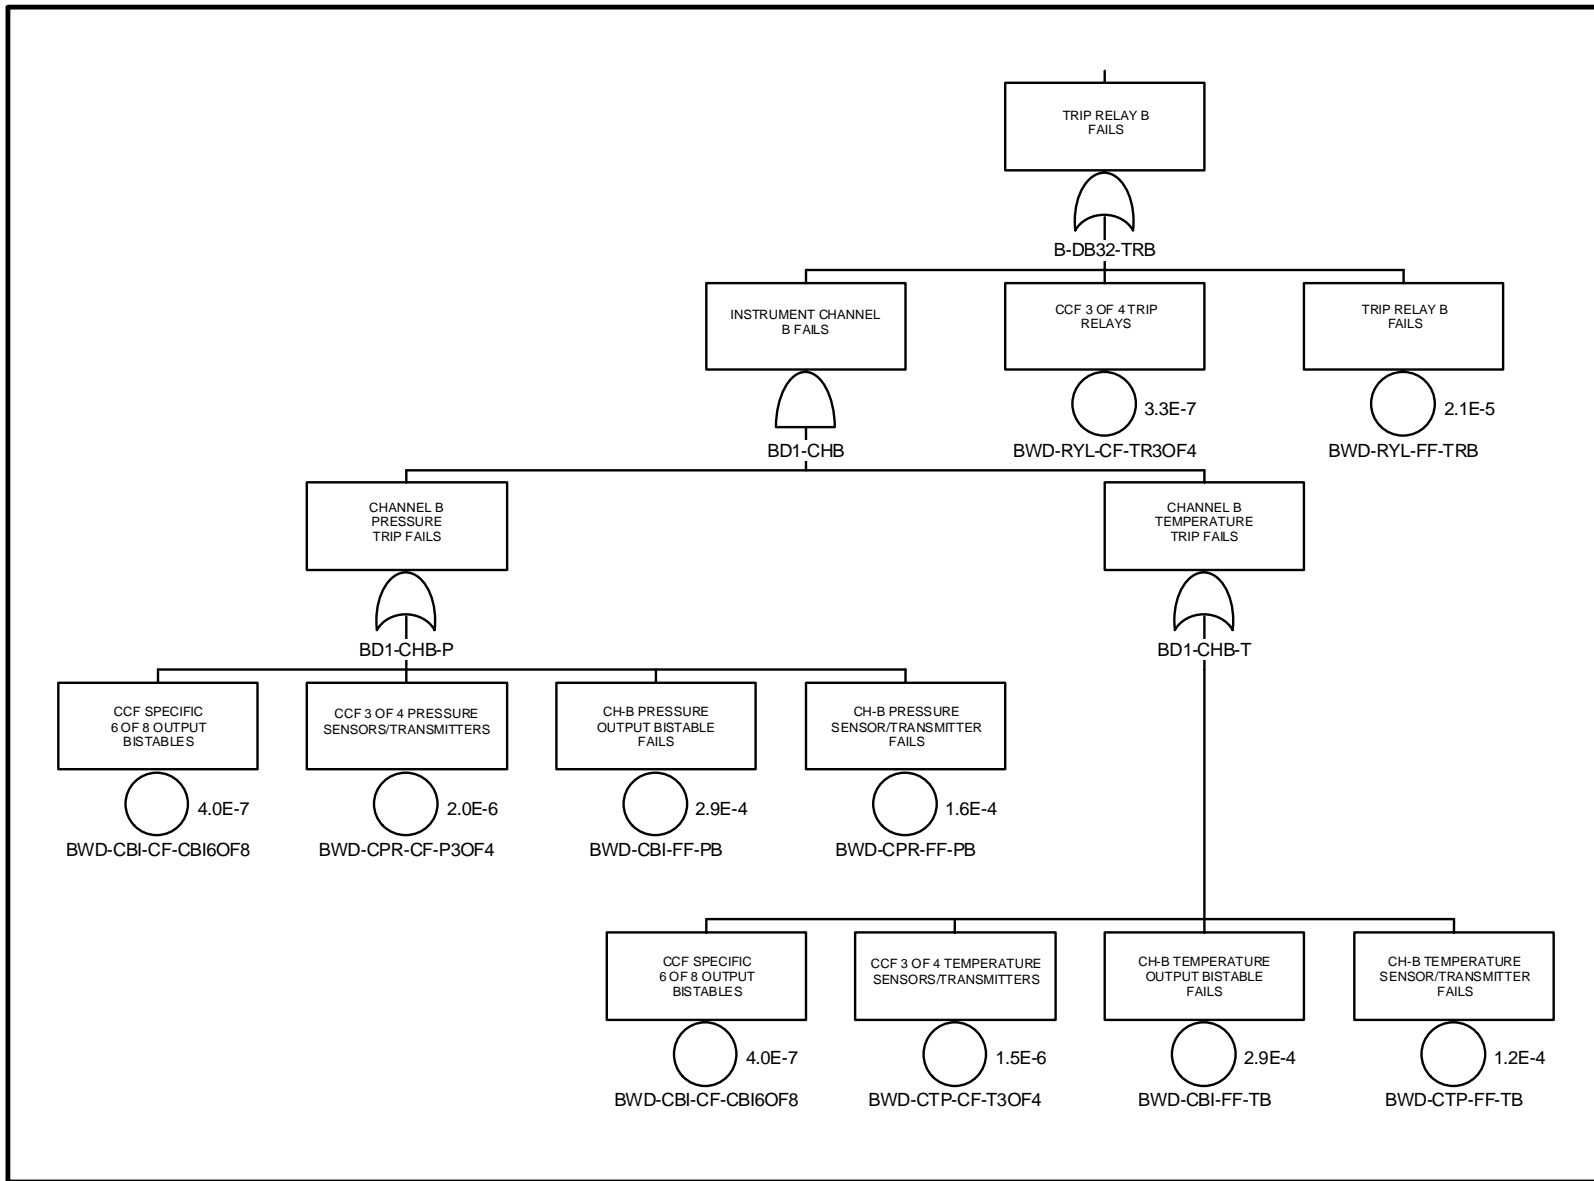 TRIP RELAY B
FAILS
B-DB32-TRB
INSTRUMENT CHANNEL
B FAILS
BD1-CHB
CCF 3 OF 4 TRIP
RELAYS
3.3E-7
BWD-RYL-CF-TR3OF4
TRIP RELAY B
FAILS
2.1E-5
BWD-RYL-FF-TRB
CHANNEL B
PRESSURE
TRIP FAILS
BD1-CHB-P
CHANNEL B
TEMPERATURE
TRIP FAILS
BD1-CHB-T
CCF SPECIFIC
6 OF 8 OUTPUT
BISTABLES
4.0E-7
BWD-CBI-CF-CBI6OF8
CCF 3 OF 4 PRESSURE
SENSORS/TRANSMITTERS
2.0E-6
BWD-CPR-CF-P3OF4
CH-B PRESSURE
OUTPUT BISTABLE
FAILS
2.9E-4
BWD-CBI-FF-PB
CH-B PRESSURE
SENSOR/TRANSMITTER
FAILS
1.6E-4
BWD-CPR-FF-PB
CCF SPECIFIC
6 OF 8 OUTPUT
BISTABLES
4.0E-7
BWD-CBI-CF-CBI6OF8
CCF 3 OF 4 TEMPERATURE
SENSORS/TRANSMITTERS
1.5E-6
BWD-CTP-CF-T3OF4
CH-B TEMPERATURE
OUTPUT BISTABLE
FAILS
2.9E-4
BWD-CBI-FF-TB
CH-B TEMPERATURE
SENSOR/TRANSMITTER
FAILS
1.2E-4
BWD-CTP-FF-TB